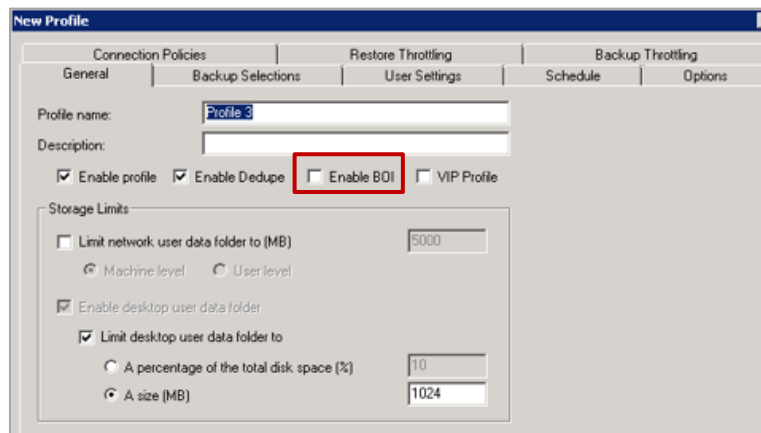 New Profile
Connection Policies Restore Throttling Backup Throttling
General Backup Selections User Settings Schedule Options
Profile name: Profile 3
Description:
Enable profile Enable Dedupe Enable BOI VIP Profile
Storage Limits
Limit network user data folder to (MB) 5000
Machine level User level
Enable desktop user data folder
Limit desktop user data folder to
A percentage of the total disk space (%) 10
A size (MB) 1024